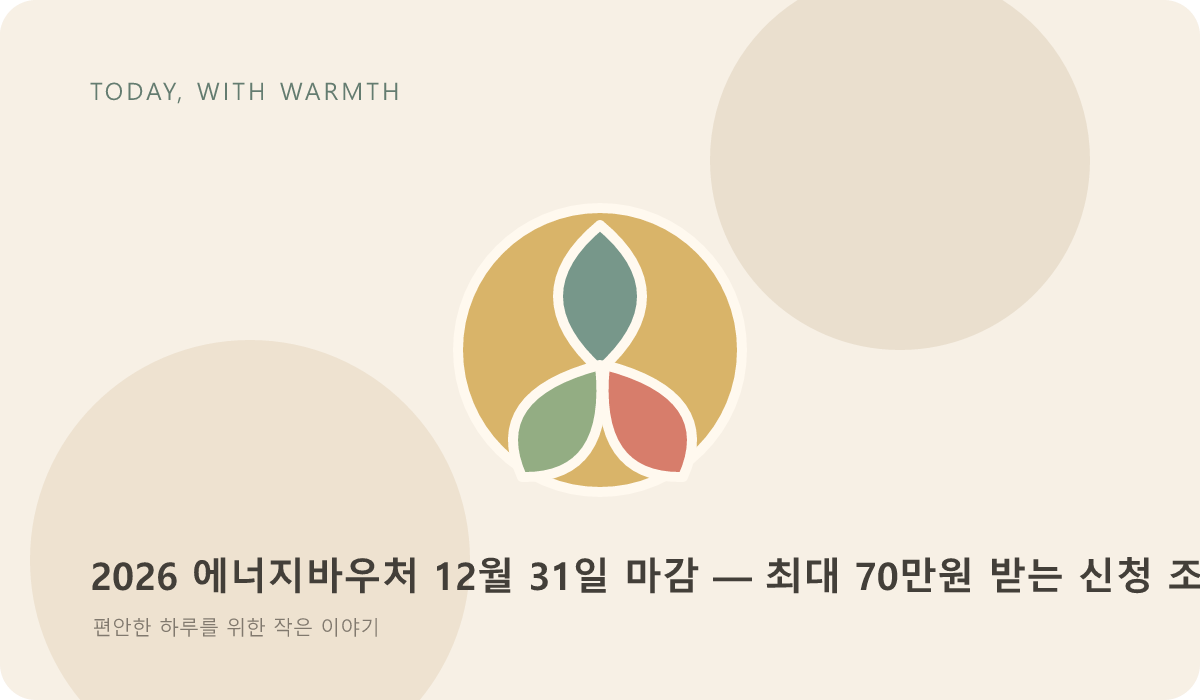 TODAY, WITH WARMTH
2026 에너지바우처 12월 31일 마감 — 최대 70만원 받는 신청 조
편안한 하루를 위한 작은 이야기